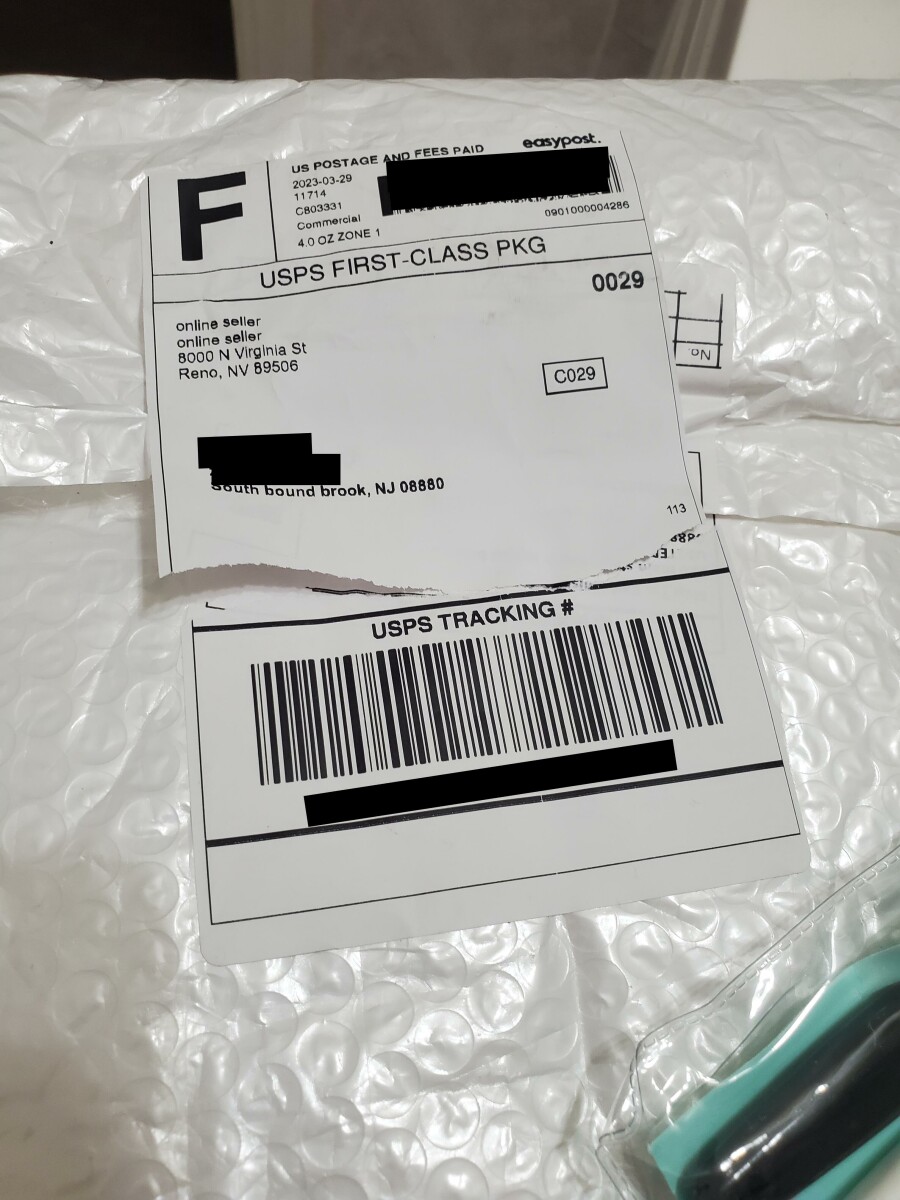 easypost.
F
US POSTAGE AND FEES PAID
2023-03-29
11714
C803331
Commercial
4.0 OZ ZONE 1
0901000004286
USPS FIRST-CLASS PKG
0029
online seller
online seller
8000 N Virginia St
Reno, NV 89506
C029
No.
South bound brook, NJ 08880
113
USPS TRACKING #